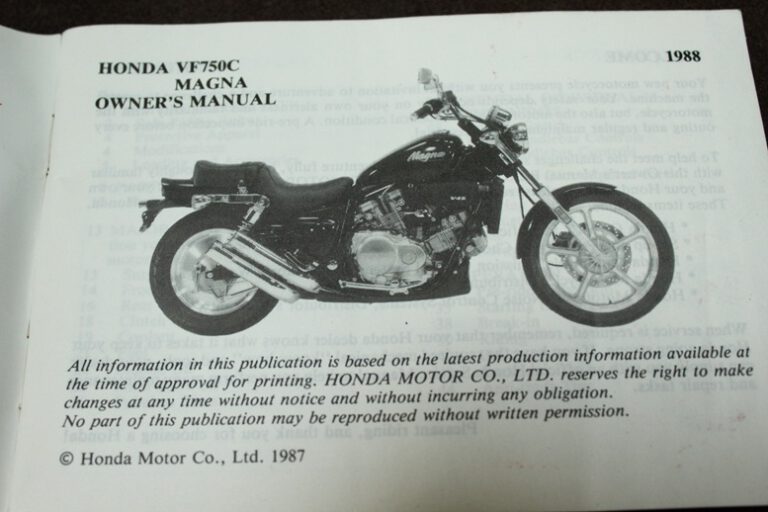 HONDA VF750C
MAGNA
OWNER'S MANUAL
1988
Magna
All information in this publication is based on the latest production information available at
the time of approval for printing. HONDA MOTOR CO., LTD. reserves the right to make
changes at any time without notice and without incurring any obligation.
No part of this publication may be reproduced without written permission.
© Honda Motor Co., Ltd. 1987